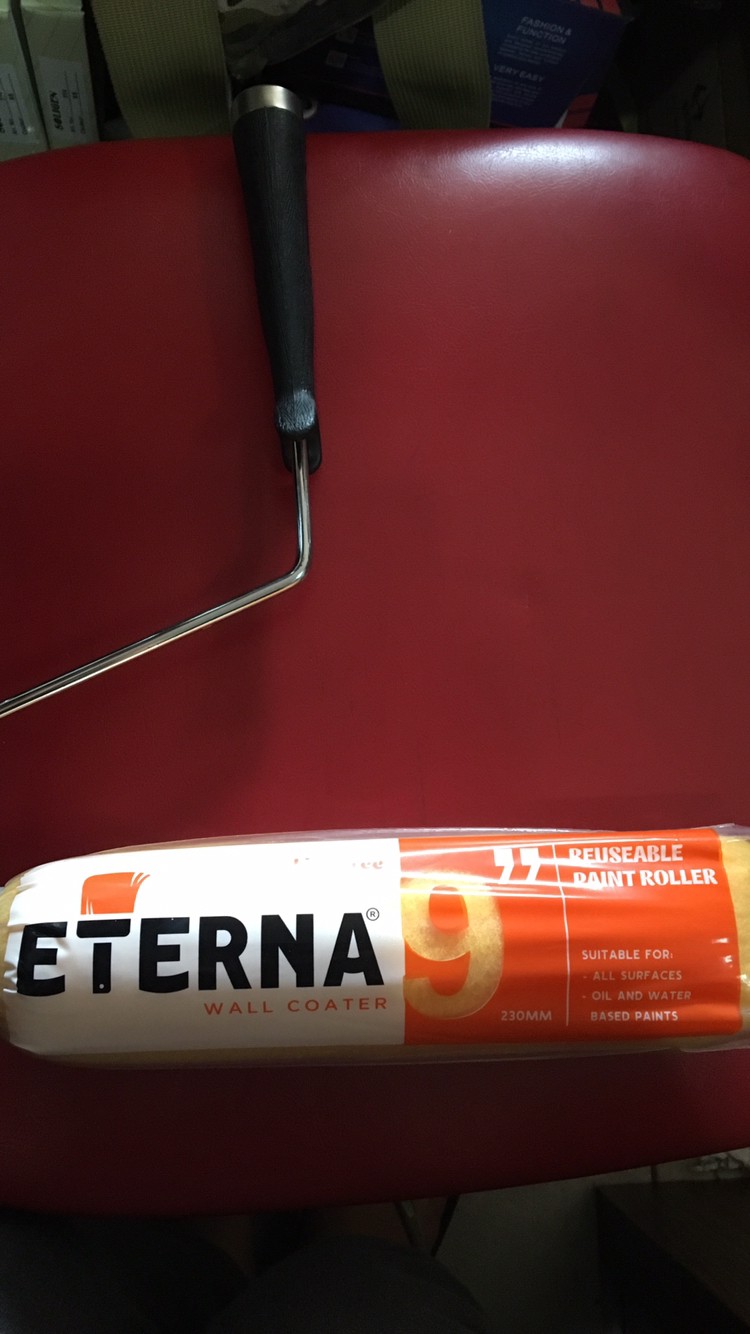 FASHION &
FUNCTION
VERY EASY
ETERNA®
WALL COATER
9"
230MM
REUSEABLE
PAINT ROLLER
SUITABLE FOR:
- ALL SURFACES
- OIL AND WATER
BASED PAINTS